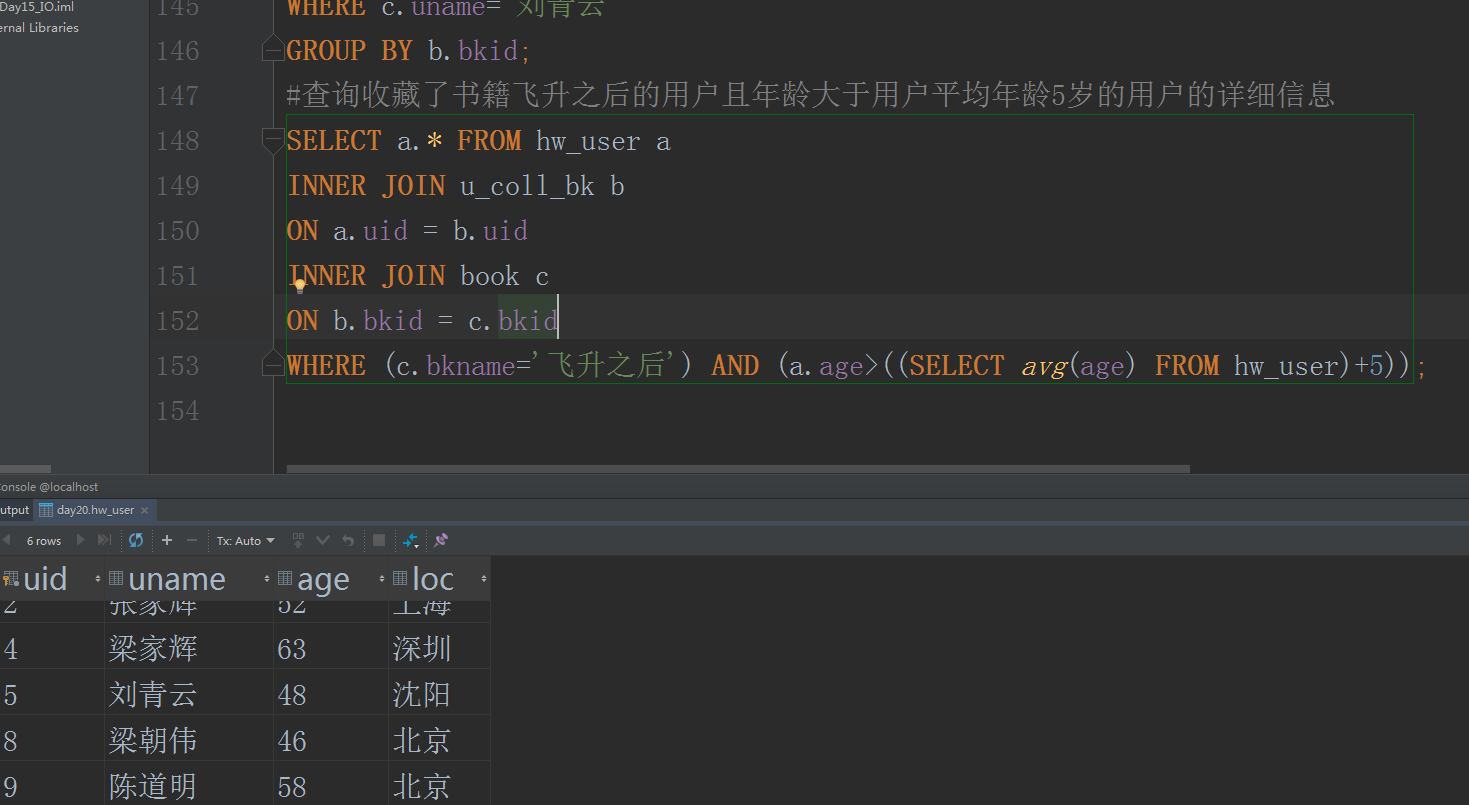 Day15_IO.iml
ernal Libraries
145 WHERE c.uname='刘青云'
146 GROUP BY b.bkid;
147 #查询收藏了书籍飞升之后的用户且年龄大于用户平均年龄5岁的用户的详细信息
148 SELECT a.* FROM hw_user a
149 INNER JOIN u_coll_bk b
150 ON a.uid = b.uid
151 INNER JOIN book c
152 ON b.bkid = c.bkid
153 WHERE (c.bkname='飞升之后') AND (a.age>((SELECT avg(age) FROM hw_user)+5));
154
onsole @localhost
utput day20.hw_user ×
6 rows Tx: Auto DB
uid uname age loc
2 张家辉 52 上海
4 梁家辉 63 深圳
5 刘青云 48 沈阳
8 梁朝伟 46 北京
9 陈道明 58 北京